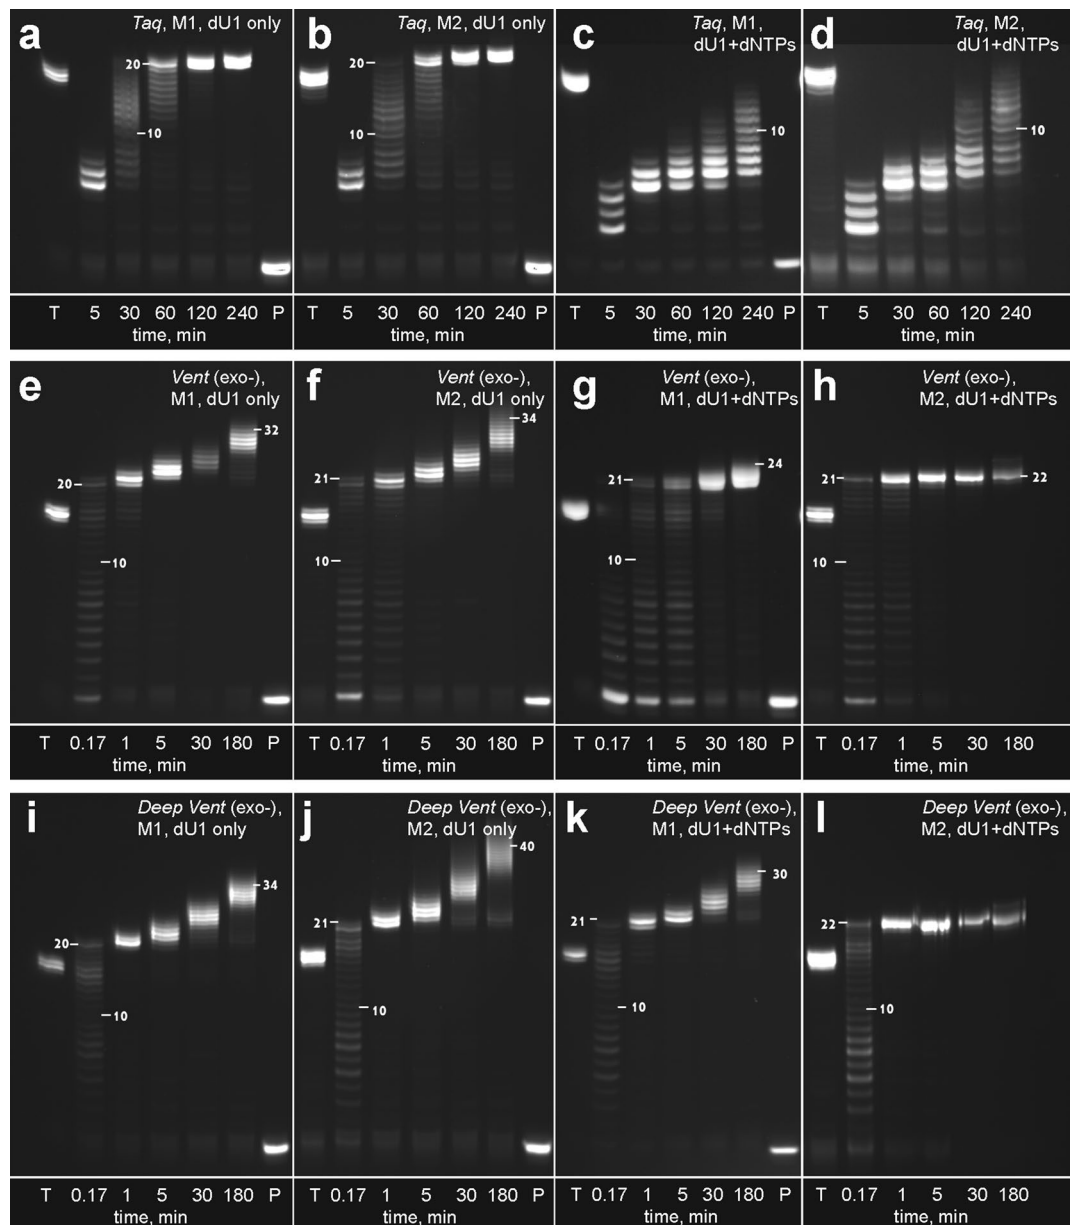 a
Taq, M1, dU1 only
20
10
T 5 30 60 120 240 P
time, min
b
Taq, M2, dU1 only
20
10
T 5 30 60 120 240 P
time, min
c
Taq, M1,
dU1+dNTPs
10
T 5 30 60 120 240 P
time, min
d
Taq, M2,
dU1+dNTPs
10
T 5 30 60 120 240
time, min
e
Vent (exo-),
M1, dU1 only
32
20
10
T 0.17 1 5 30 180 P
time, min
f
Vent (exo-),
M2, dU1 only
34
21
10
T 0.17 1 5 30 180 P
time, min
g
Vent (exo-),
M1, dU1+dNTPs
24
21
10
T 0.17 1 5 30 180 P
time, min
h
Vent (exo-),
M2, dU1+dNTPs
21
22
10
T 0.17 1 5 30 180
time, min
i
Deep Vent (exo-),
M1, dU1 only
34
20
10
T 0.17 1 5 30 180 P
time, min
j
Deep Vent (exo-),
M2, dU1 only
40
21
10
T 0.17 1 5 30 180 P
time, min
k
Deep Vent (exo-),
M1, dU1+dNTPs
30
21
10
T 0.17 1 5 30 180 P
time, min
l
Deep Vent (exo-),
M2, dU1+dNTPs
22
10
T 0.17 1 5 30 180
time, min